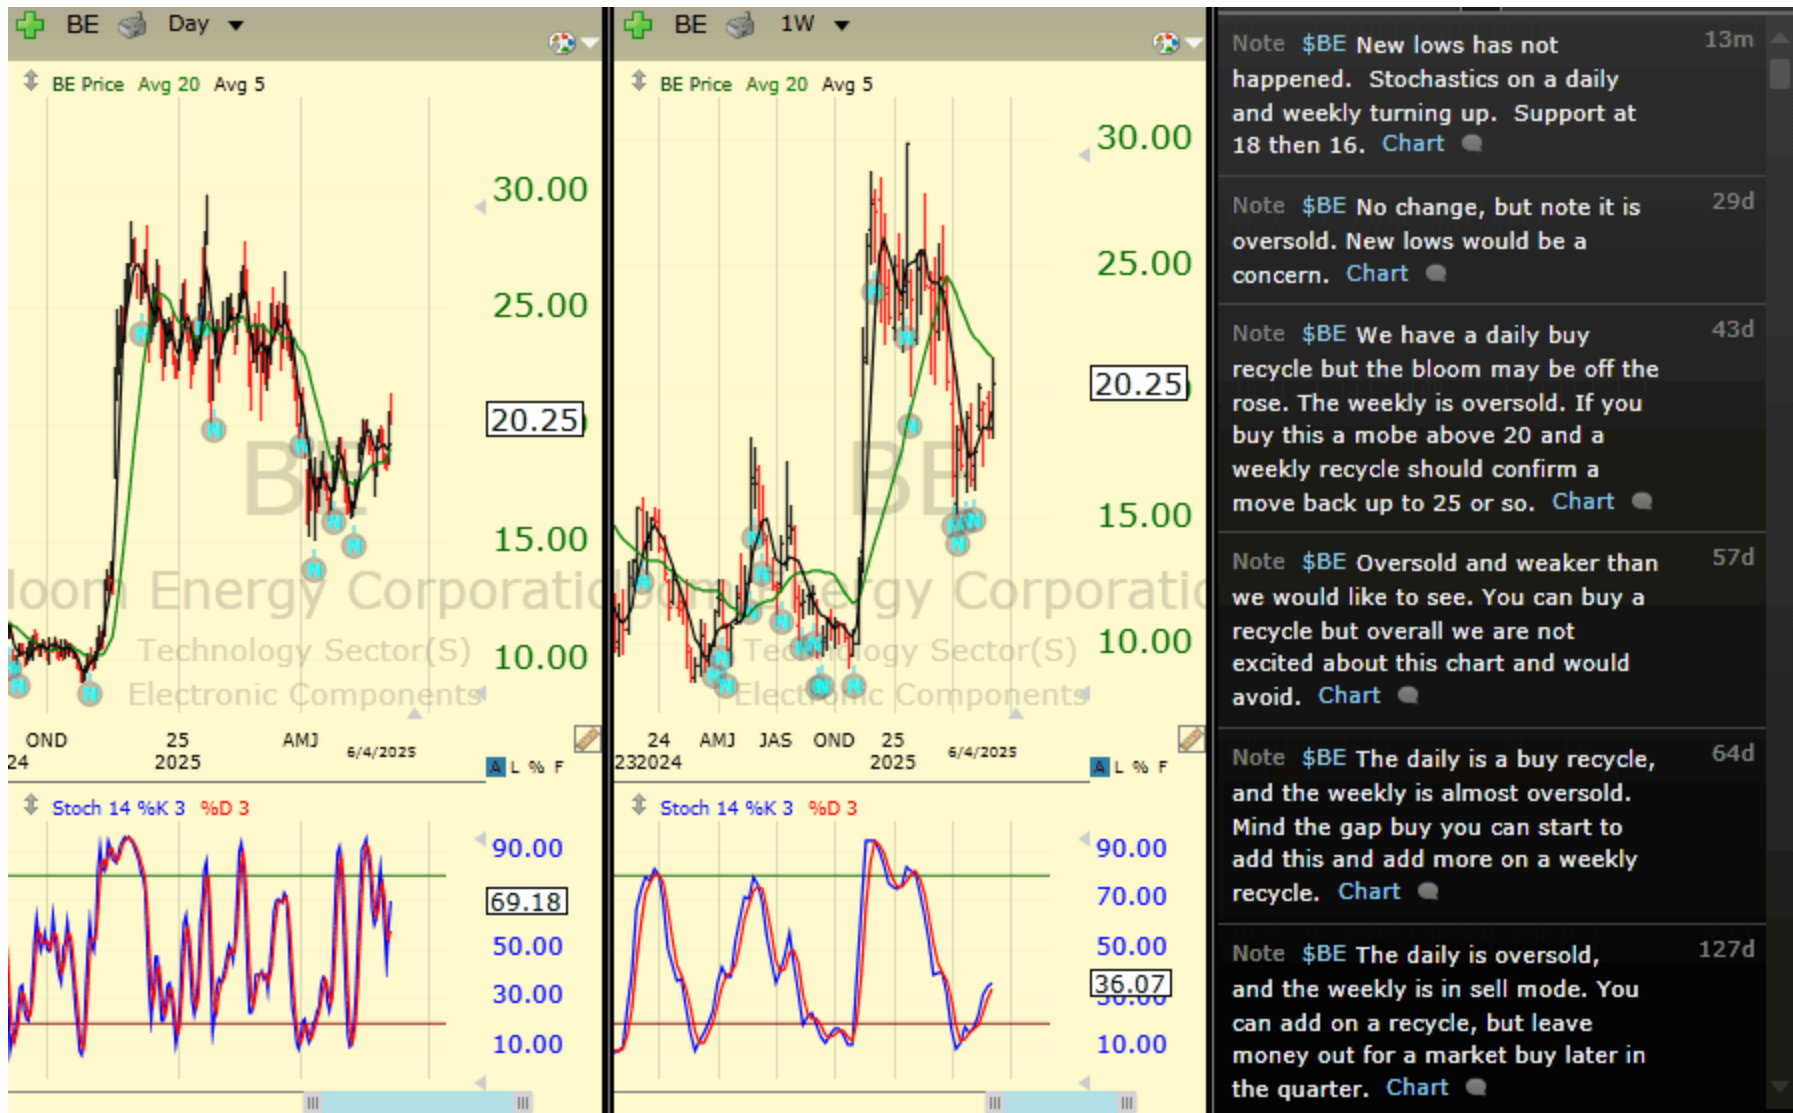 BE Day
BE Price Avg 20 Avg 5
30.00
25.00
20.25
15.00
10.00
BE
loom Energy Corporatio
Technology Sector(S)
Electronic Components
OND 25 AMJ 6/4/2025
24 2025
A L % F
Stoch 14 %K 3 %D 3
90.00
69.18
50.00
30.00
10.00
BE 1W
BE Price Avg 20 Avg 5
30.00
25.00
20.25
15.00
10.00
BE
Energy Corporatio
Technology Sector(S)
Electronic Components
24 AMJ JAS OND 25 6/4/2025
232024 2025
A L % F
Stoch 14 %K 3 %D 3
90.00
70.00
50.00
36.07
30.00
10.00
Note $BE New lows has not 13m
happened. Stochastics on a daily
and weekly turning up. Support at
18 then 16. Chart
Note $BE No change, but note it is 29d
oversold. New lows would be a
concern. Chart
Note $BE We have a daily buy 43d
recycle but the bloom may be off the
rose. The weekly is oversold. If you
buy this a mobe above 20 and a
weekly recycle should confirm a
move back up to 25 or so. Chart
Note $BE Oversold and weaker than 57d
we would like to see. You can buy a
recycle but overall we are not
excited about this chart and would
avoid. Chart
Note $BE The daily is a buy recycle, 64d
and the weekly is almost oversold.
Mind the gap buy you can start to
add this and add more on a weekly
recycle. Chart
Note $BE The daily is oversold, 127d
and the weekly is in sell mode. You
can add on a recycle, but leave
money out for a market buy later in
the quarter. Chart